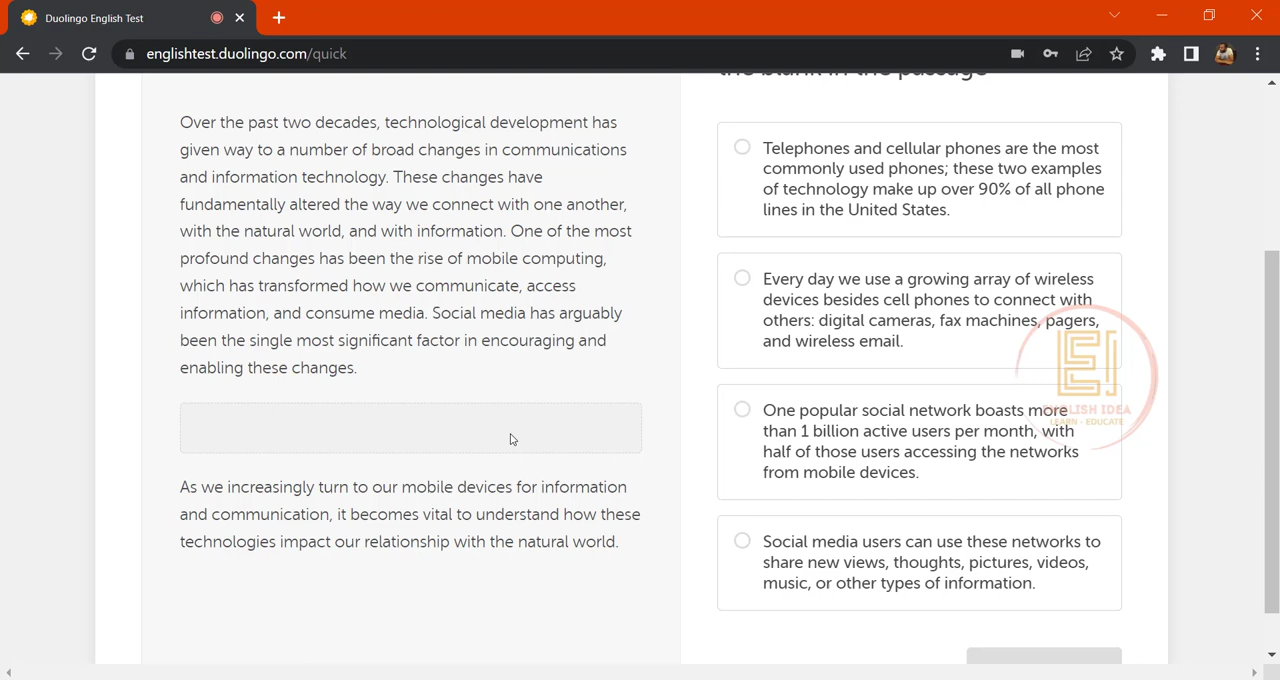 Duolingo English Test
englishtest.duolingo.com/quick
the blank in the passage
Over the past two decades, technological development has
given way to a number of broad changes in communications
and information technology. These changes have
fundamentally altered the way we connect with one another,
with the natural world, and with information. One of the most
profound changes has been the rise of mobile computing,
which has transformed how we communicate, access
information, and consume media. Social media has arguably
been the single most significant factor in encouraging and
enabling these changes.
As we increasingly turn to our mobile devices for information
and communication, it becomes vital to understand how these
technologies impact our relationship with the natural world.
Telephones and cellular phones are the most
commonly used phones; these two examples
of technology make up over 90% of all phone
lines in the United States.
Every day we use a growing array of wireless
devices besides cell phones to connect with
others: digital cameras, fax machines, pagers,
and wireless email.
One popular social network boasts more
than 1 billion active users per month, with
half of those users accessing the networks
from mobile devices.
Social media users can use these networks to
share new views, thoughts, pictures, videos,
music, or other types of information.
ENGLISH IDEA
LEARN - EDUCATE